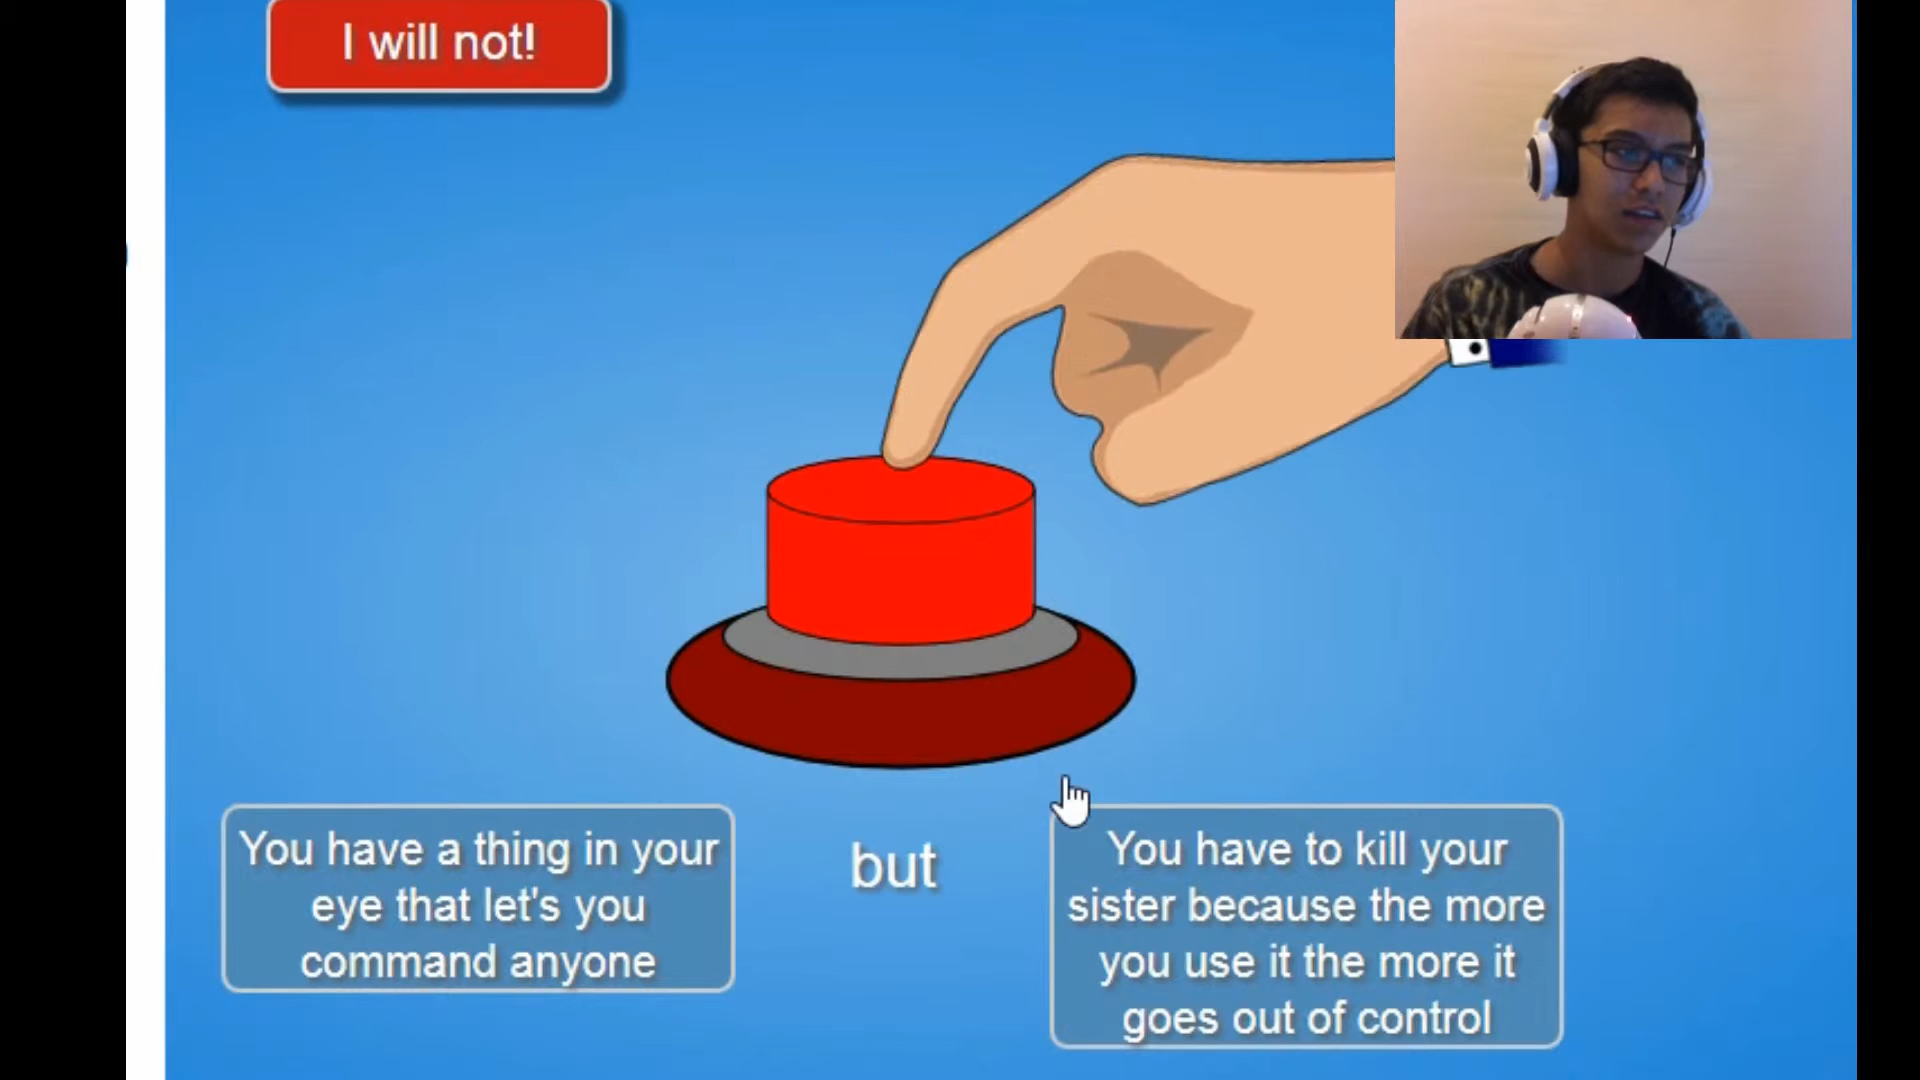 I will not!
You have a thing in your
eye that let's you
command anyone
but
You have to kill your
sister because the more
you use it the more it
goes out of control